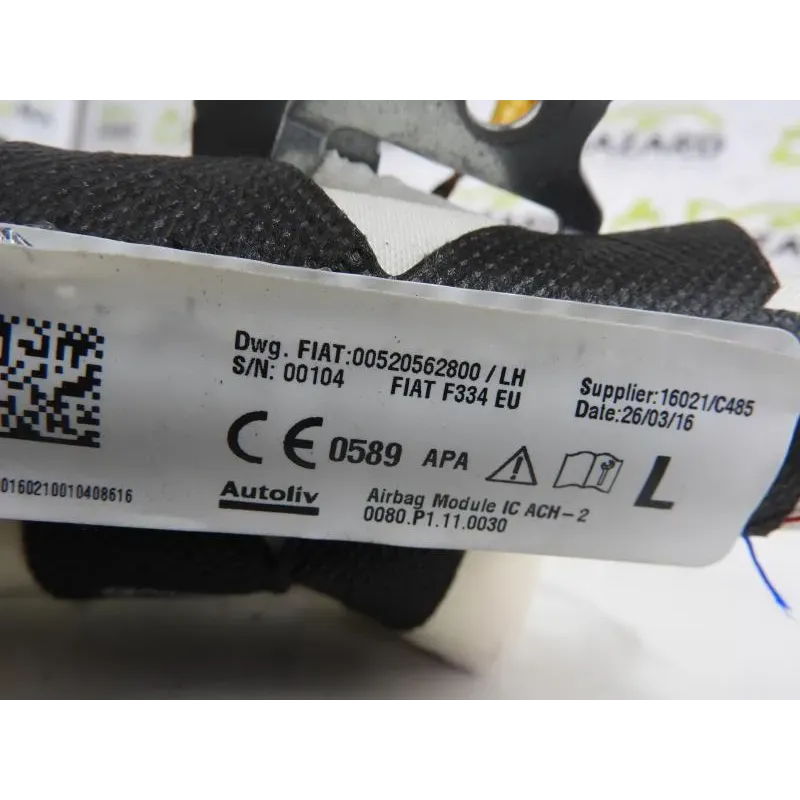 Dwg. FIAT:00520562800/LH
S/N: 00104 FIAT F334 EU
Supplier:16021/C485
Date:26/03/16
CE 0589 APA
L
Autoliv
Airbag Module IC ACH-2
0080.P1.11.0030
0160210010408616
AZARD